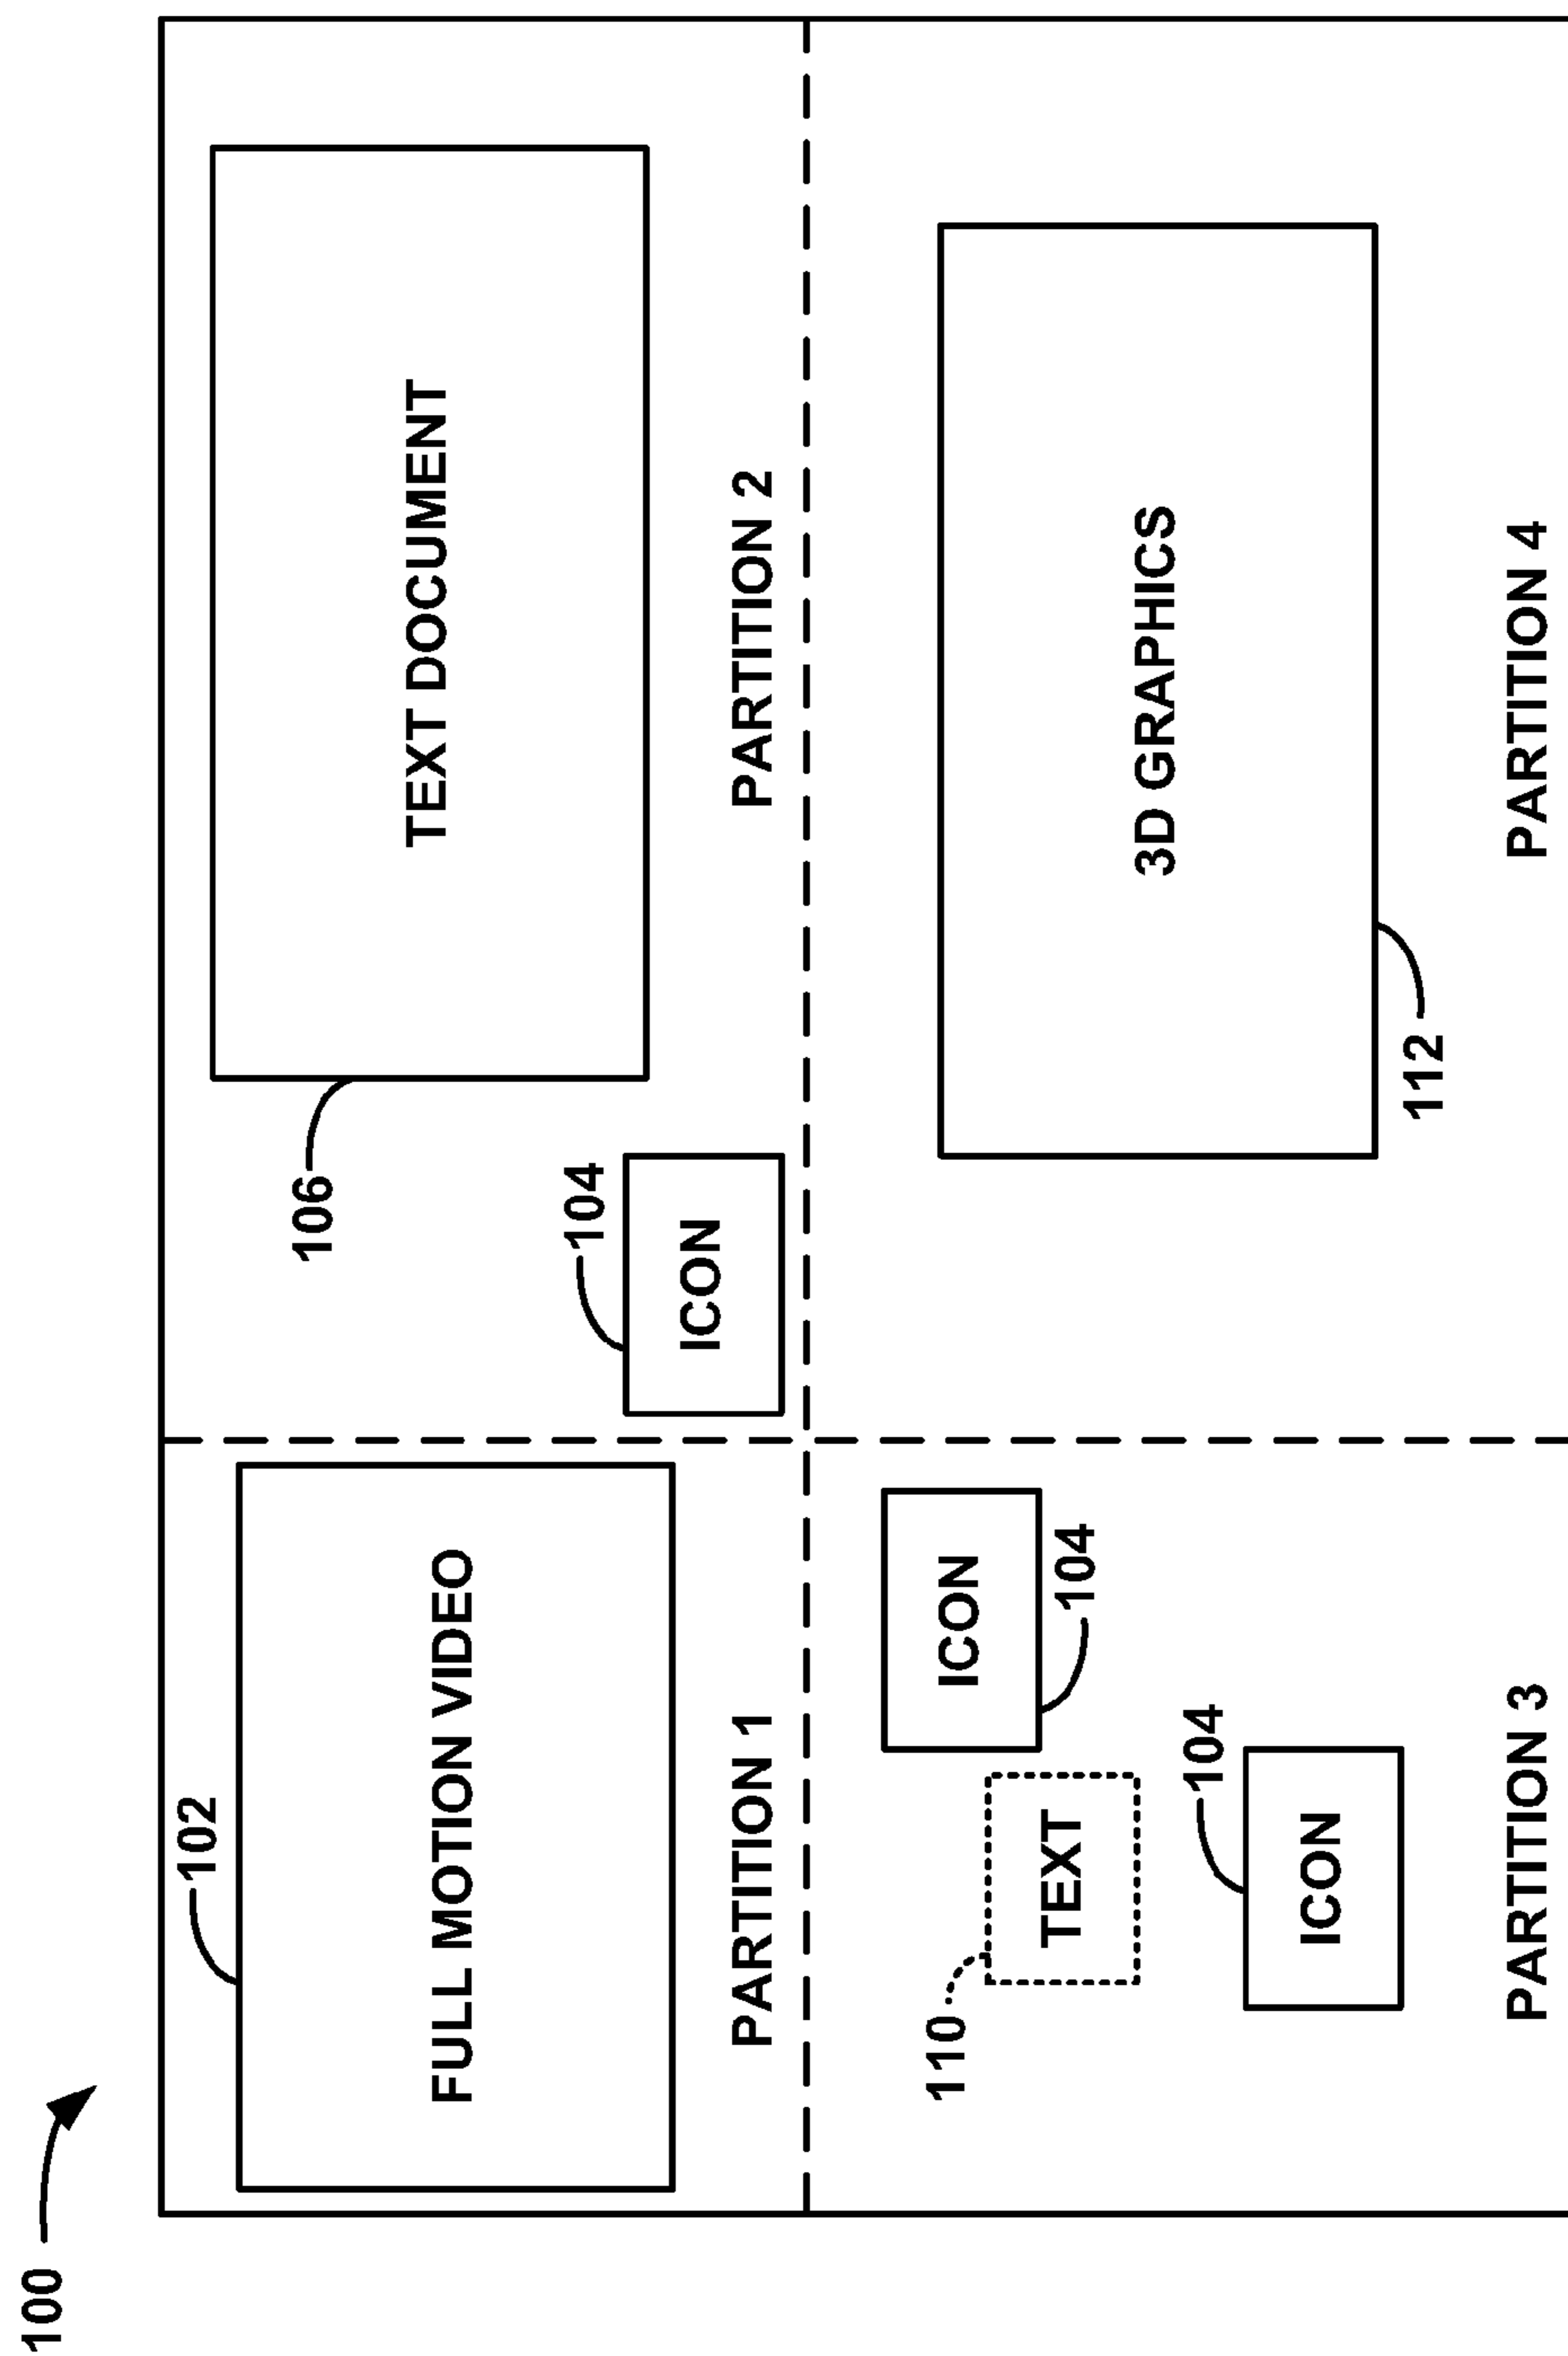 100
102
FULL MOTION VIDEO
PARTITION 1
106
TEXT DOCUMENT
104
ICON
PARTITION 2
110
TEXT
ICON
104
104
ICON
PARTITION 3
3D GRAPHICS
112
PARTITION 4